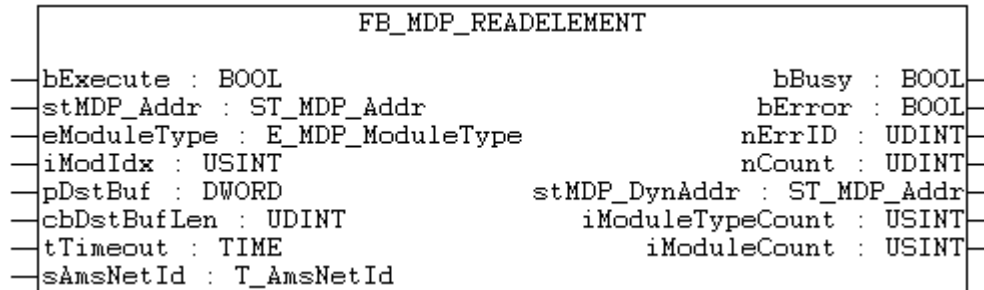 FB_MDP_READELEMENT
bExecute : BOOL bBusy : BOOL
stMDP_Addr : ST_MDP_Addr bError : BOOL
eModuleType : E_MDP_ModuleType nErrID : UDINT
iModIdx : USINT nCount : UDINT
pDstBuf : DWORD stMDP_DynAddr : ST_MDP_Addr
cbDstBufLen : UDINT iModuleTypeCount : USINT
tTimeout : TIME iModuleCount : USINT
sAmsNetId : T_AmsNetId